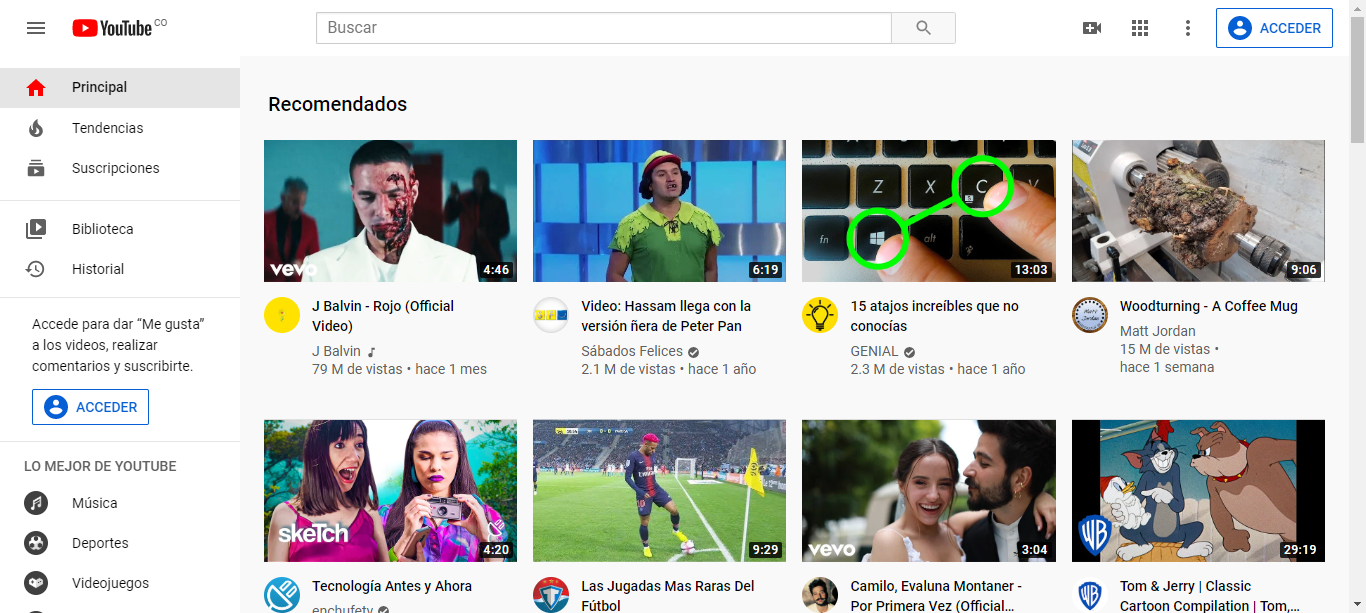 YouTube CO
Buscar
ACCEDER
Principal
Tendencias
Suscripciones
Biblioteca
Historial
Accede para dar “Me gusta”
a los videos, realizar
comentarios y suscribirte.
ACCEDER
LO MEJOR DE YOUTUBE
Música
Deportes
Videojuegos
Recomendados
vevo
4:46
J Balvin - Rojo (Official
Video)
J Balvin
79 M de vistas • hace 1 mes
6:19
Video: Hassam llega con la
versión ñera de Peter Pan
Sábados Felices
2.1 M de vistas • hace 1 año
Z X C V
fn alt
13:03
15 atajos increíbles que no
conocías
GENIAL
2.3 M de vistas • hace 1 año
9:06
Matt
Jordan
Woodturning - A Coffee Mug
Matt Jordan
15 M de vistas •
hace 1 semana
skeTch
4:20
Tecnología Antes y Ahora
enchufetv
9:29
Las Jugadas Mas Raras Del
Fútbol
vevo
3:04
Camilo, Evaluna Montaner -
Por Primera Vez (Official...
WB
29:19
WB
Tom & Jerry | Classic
Cartoon Compilation | Tom,...